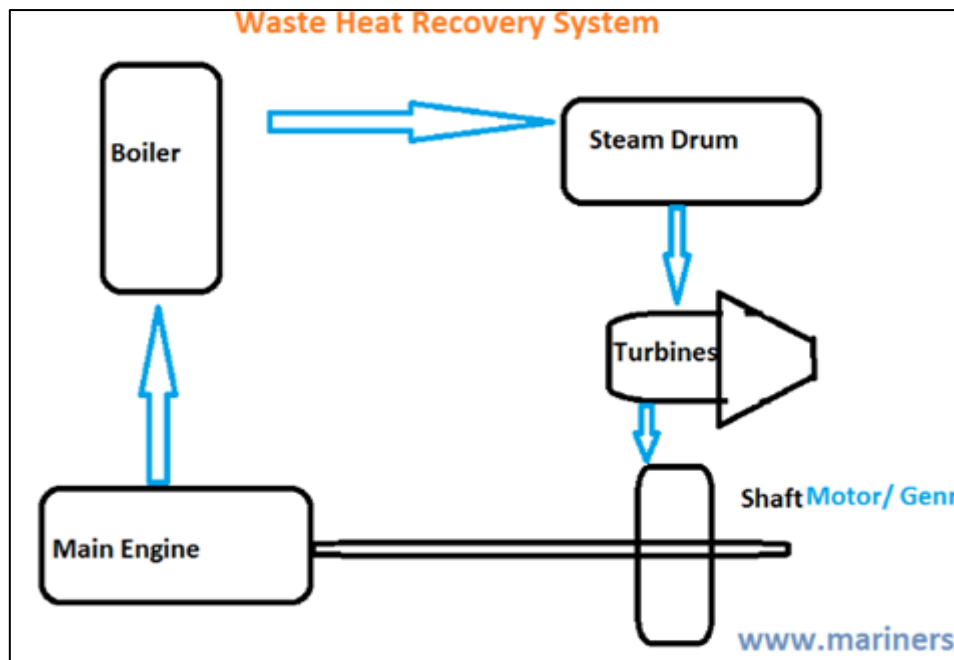 Waste Heat Recovery System
Boiler
Steam Drum
Turbines
Shaft Motor/ Genr
Main Engine
www.mariners